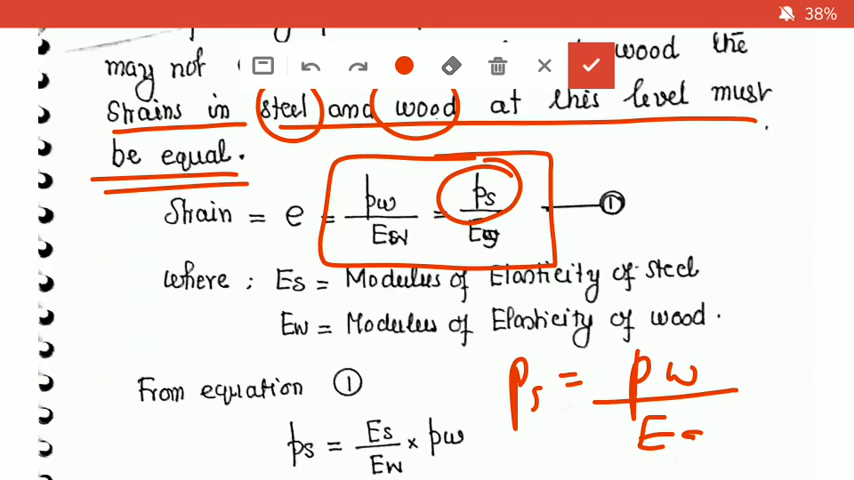 38%
may not wood the
strains in steel and wood at this level must
be equal.
Strain = e = pw/Ew = ps/Es ①
where ; Es = Modulus of Elasticity of steel
Ew = Modulus of Elasticity of wood.
From equation ①
ps = pw/E
ps = Es/Ew × pw